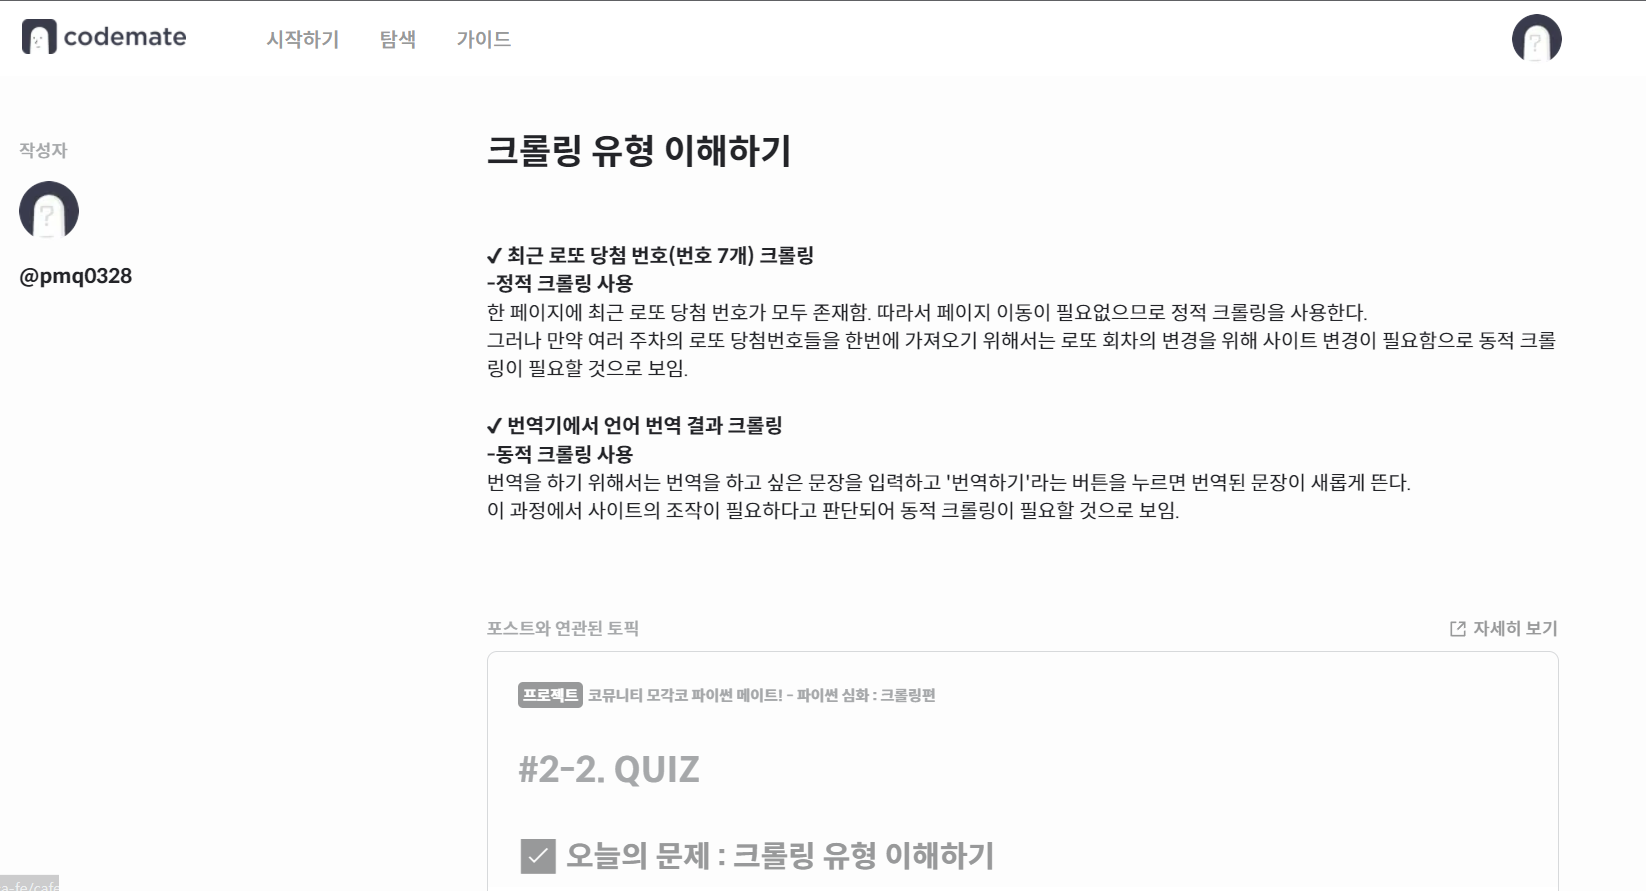 codemate
시작하기 탐색 가이드
작성자
@pmq0328
크롤링 유형 이해하기
✓ 최근 로또 당첨 번호(번호 7개) 크롤링
-정적 크롤링 사용
한 페이지에 최근 로또 당첨 번호가 모두 존재함. 따라서 페이지 이동이 필요없으므로 정적 크롤링을 사용한다.
그러나 만약 여러 주차의 로또 당첨번호들을 한번에 가져오기 위해서는 로또 회차의 변경을 위해 사이트 변경이 필요함으로 동적 크롤
링이 필요할 것으로 보임.
✓ 번역기에서 언어 번역 결과 크롤링
-동적 크롤링 사용
번역을 하기 위해서는 번역을 하고 싶은 문장을 입력하고 '번역하기'라는 버튼을 누르면 번역된 문장이 새롭게 뜬다.
이 과정에서 사이트의 조작이 필요하다고 판단되어 동적 크롤링이 필요할 것으로 보임.
포스트와 연관된 토픽
자세히 보기
프로젝트 코뮤니티 모각코 파이썬 메이트! - 파이썬 심화 : 크롤링편
#2-2. QUIZ
오늘의 문제 : 크롤링 유형 이해하기
a-fe/cafe